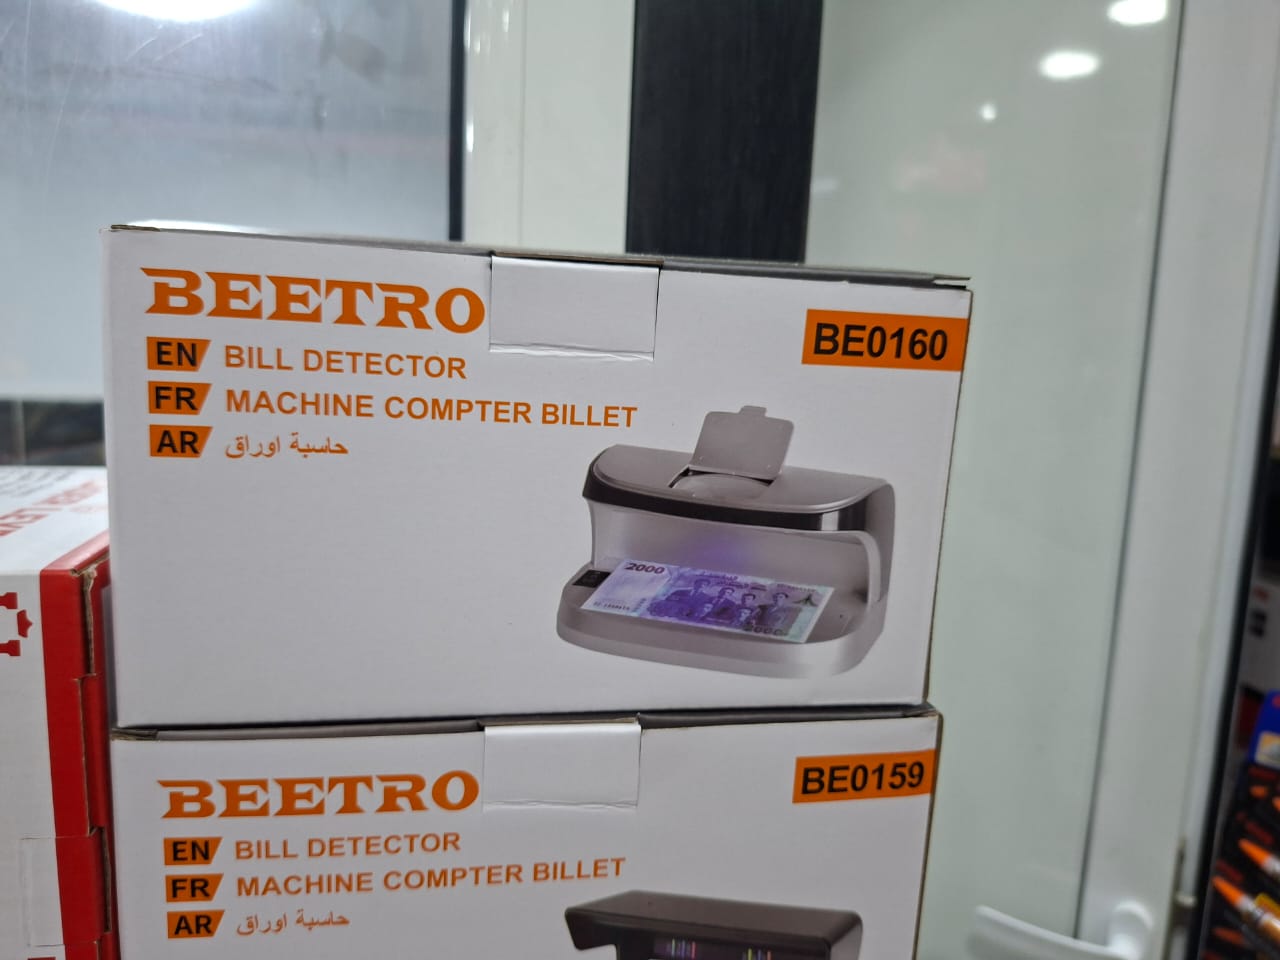 BEETRO
BE0160
EN BILL DETECTOR
FR MACHINE COMPTER BILLET
AR حاسبة اوراق
2000
2000
BEETRO
BE0159
EN BILL DETECTOR
FR MACHINE COMPTER BILLET
AR حاسبة اوراق